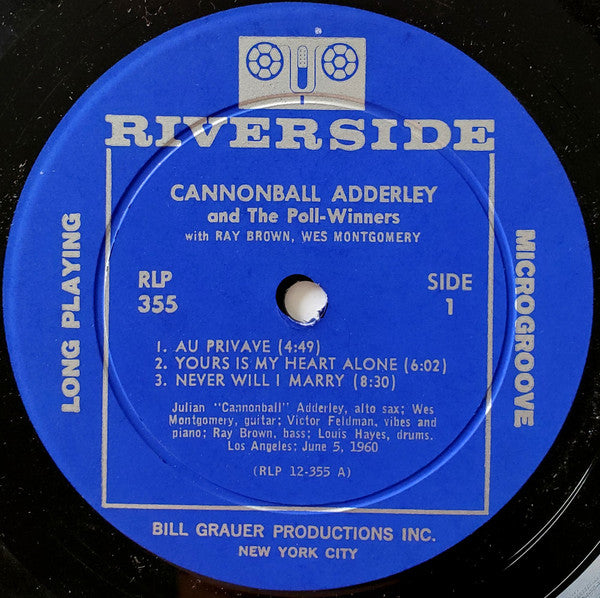 RIVERSIDE
CANNONBALL ADDERLEY
and The Poll-Winners
with RAY BROWN, WES MONTGOMERY
RLP
355
SIDE
1
LONG PLAYING
MICROGROOVE
1. AU PRIVAVE (4:49)
2. YOURS IS MY HEART ALONE (6:02)
3. NEVER WILL I MARRY (8:30)
Julian "Cannonball" Adderley, alto sax; Wes
Montgomery, guitar; Victor Feldman, vibes and
piano; Ray Brown, bass; Louis Hayes, drums.
Los Angeles; June 5, 1960
(RLP 12-355 A)
BILL GRAUER PRODUCTIONS INC.
NEW YORK CITY